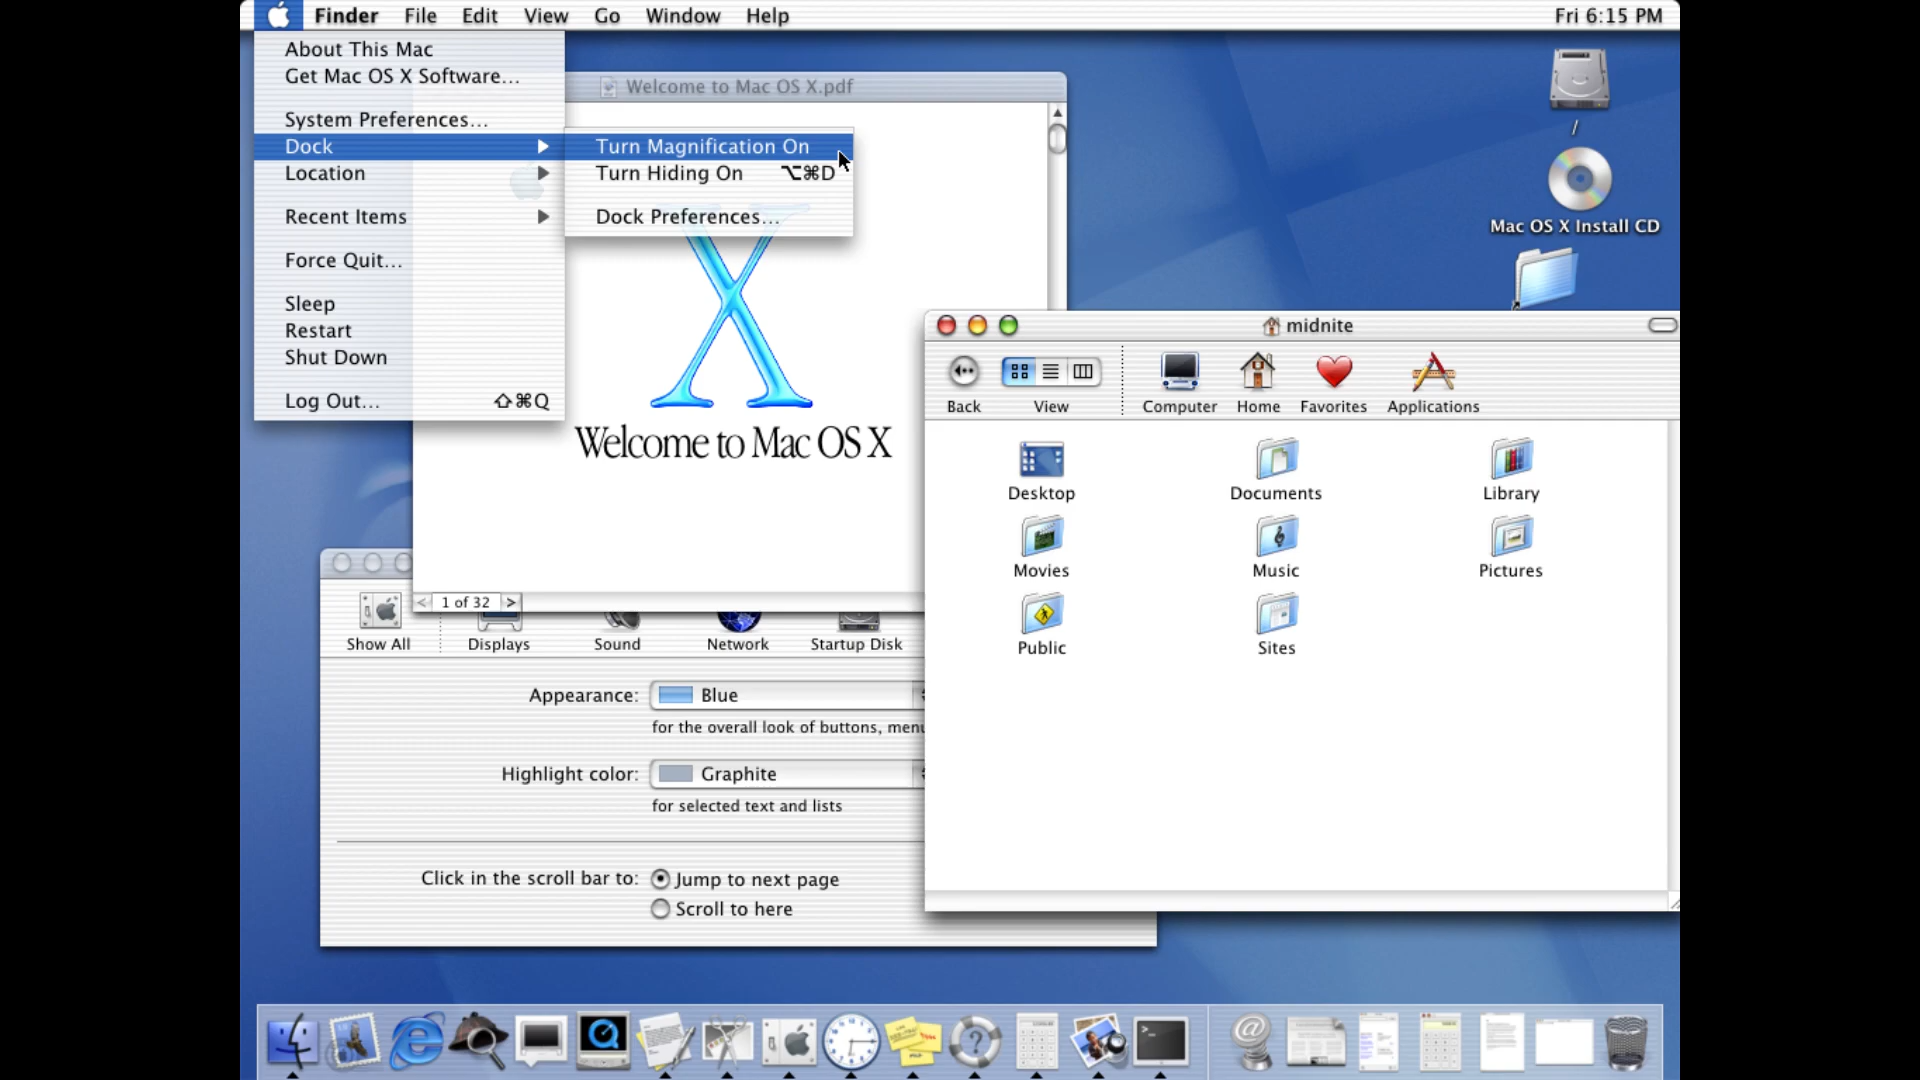 Finder File Edit View Go Window Help Fri 6:15 PM
About This Mac
Get Mac OS X Software...
System Preferences...
Dock
Location
Recent Items
Force Quit...
Sleep
Restart
Shut Down
Log Out... ⇧⌘Q
Turn Magnification On
Turn Hiding On ⌥⌘D
Dock Preferences...
Welcome to Mac OS X.pdf
X
Welcome to Mac OS X
< 1 of 32 >
/
Mac OS X Install CD
midnite
Back View Computer Home Favorites Applications
Desktop Documents Library
Movies Music Pictures
Public Sites
Show All Displays Sound Network Startup Disk
Appearance: Blue
for the overall look of buttons, menu
Highlight color: Graphite
for selected text and lists
Click in the scroll bar to: Jump to next page
Scroll to here